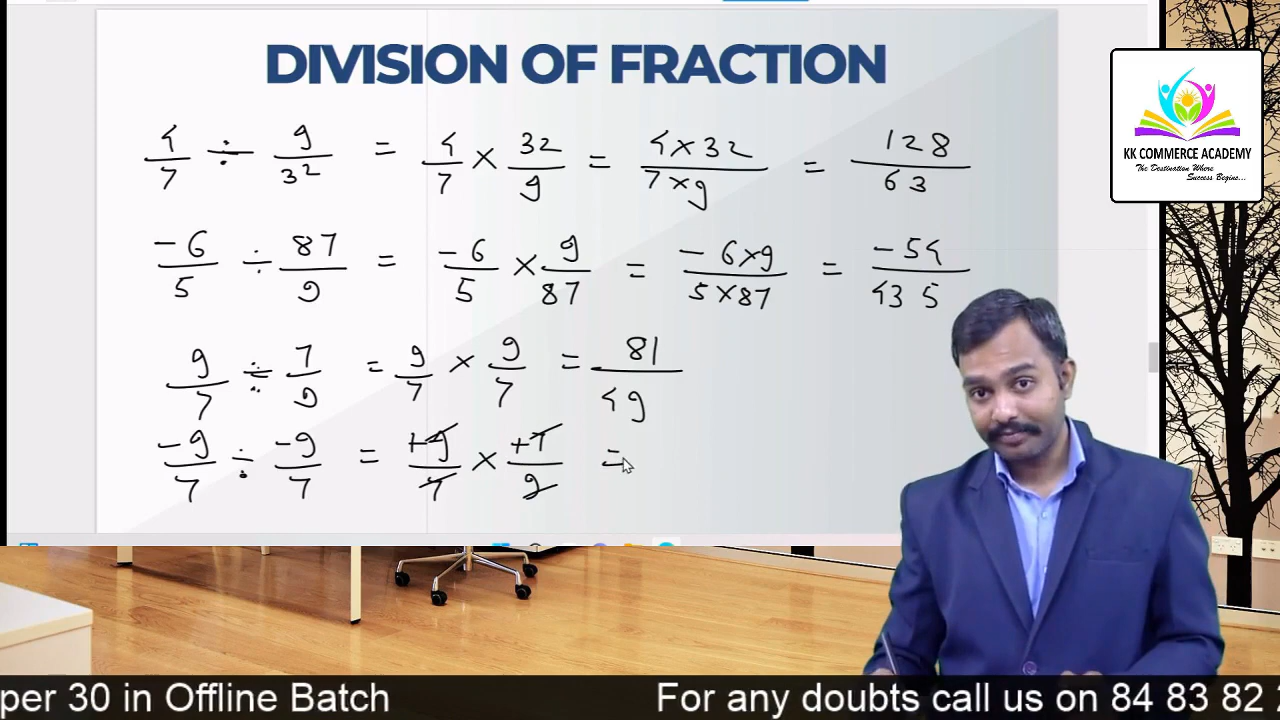 DIVISION OF FRACTION
4/7 ÷ 9/32 = 4/7 × 32/9 = 4×32/7×9 = 128/63
-6/5 ÷ 87/9 = -6/5 × 9/87 = -6×9/5×87 = -54/435
9/7 ÷ 7/9 = 9/7 × 9/7 = 81/49
-9/7 ÷ -9/7 = +9/7 × +7/9 =
KK COMMERCE ACADEMY
The Destination Where
Success Begins...
per 30 in Offline Batch For any doubts call us on 84 83 82